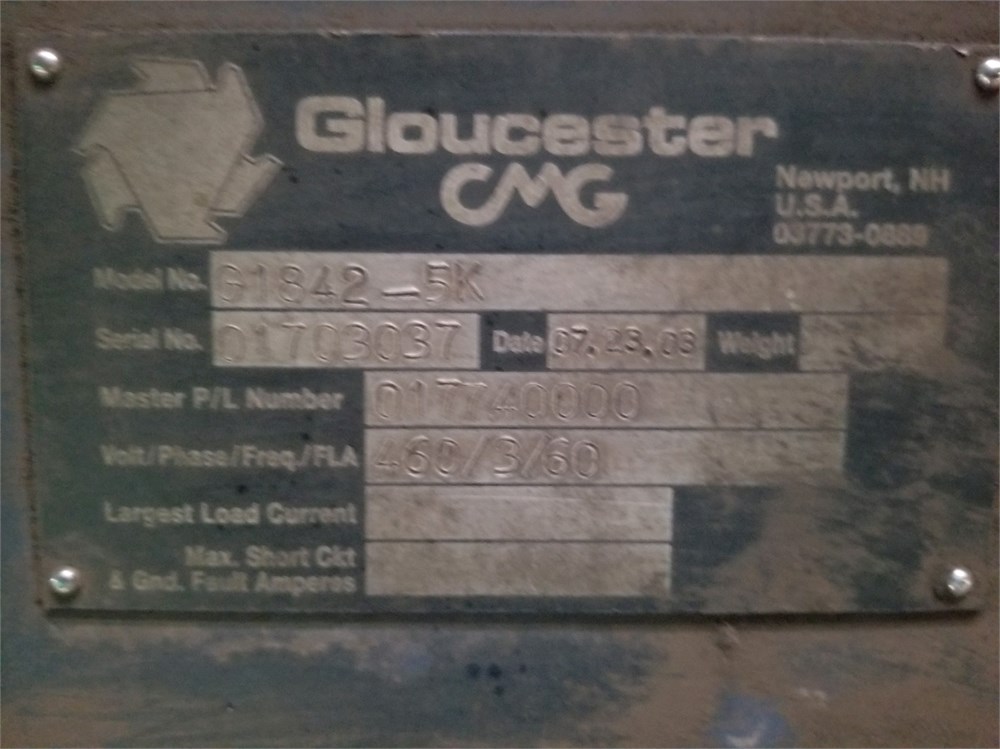 Gloucester
CMG
Newport, NH
U.S.A.
03773-0889
Model No. G1842-5K
Serial No. 01703037 Date 07.23.03 Weight
Master P/L Number 017740000
Volt/Phase/Freq./FLA 460/3/60
Largest Load Current
Max. Short Ckt
& Gnd. Fault Amperes